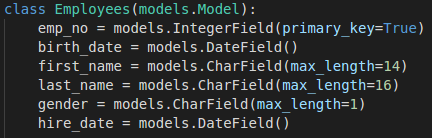 class Employees(models.Model):
    emp_no = models.IntegerField(primary_key=True)
    birth_date = models.DateField()
    first_name = models.CharField(max_length=14)
    last_name = models.CharField(max_length=16)
    gender = models.CharField(max_length=1)
    hire_date = models.DateField()